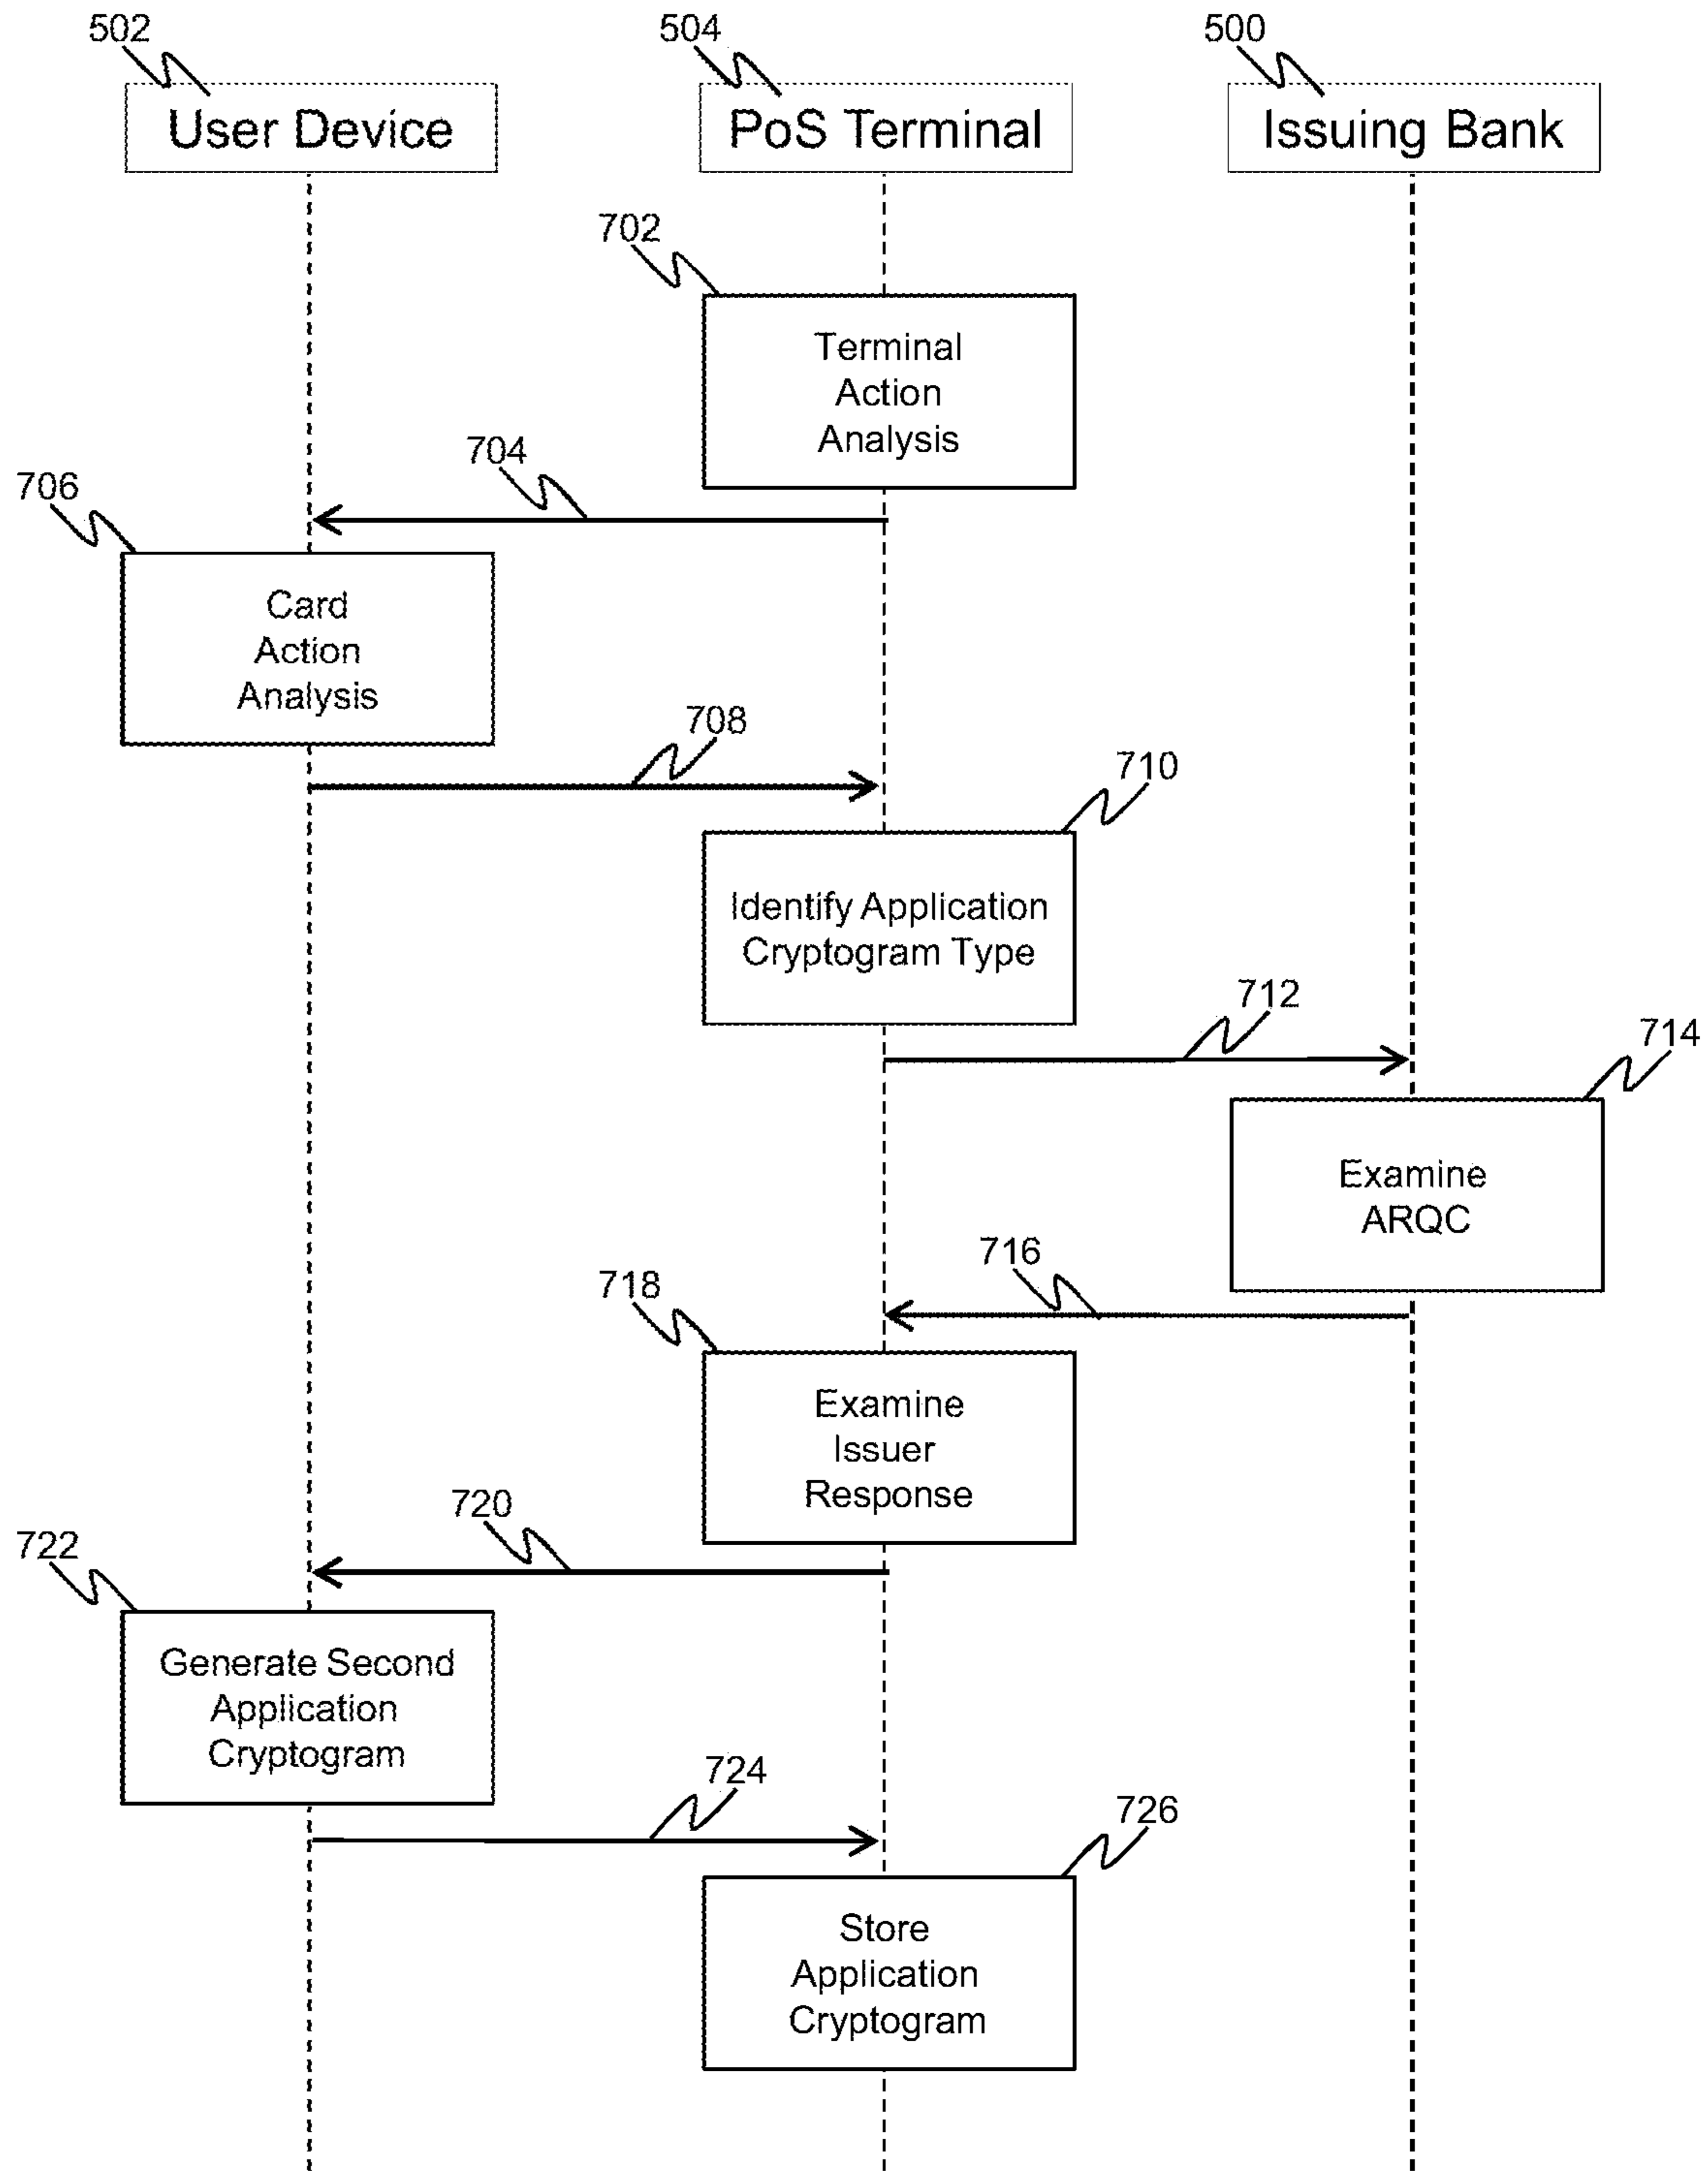 502
504
500
User Device
PoS Terminal
Issuing Bank
702
Terminal
Action
Analysis
704
706
Card
Action
Analysis
708
710
Identify Application
Cryptogram Type
712
714
Examine
ARQC
716
718
Examine
Issuer
Response
720
722
Generate Second
Application
Cryptogram
724
726
Store
Application
Cryptogram